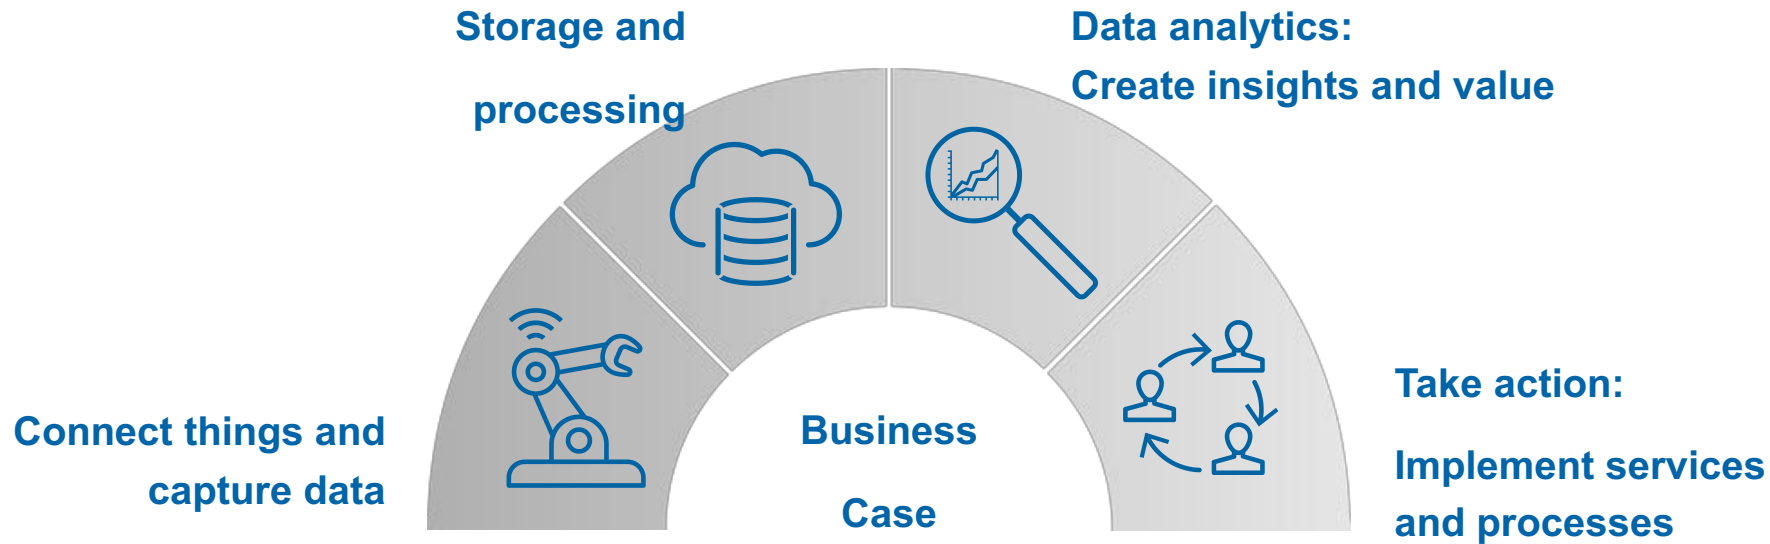 Storage and
processing
Data analytics:
Create insights and value
Connect things and
capture data
Business
Case
Take action:
Implement services
and processes